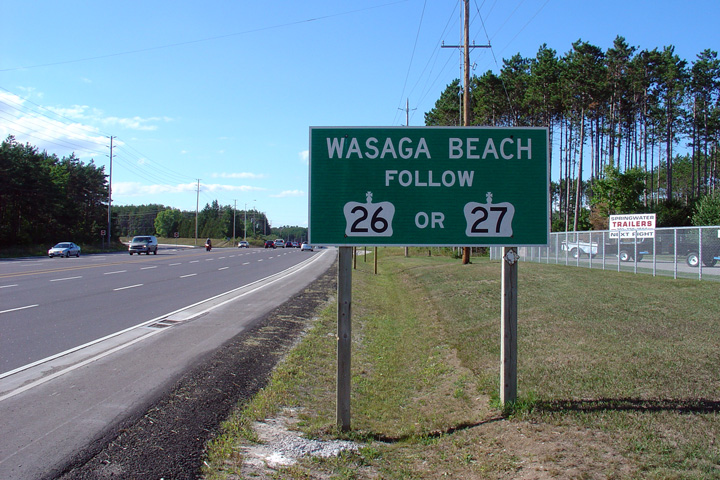 WASAGA BEACH
FOLLOW
26 OR 27
SPRINGWATER
TRAILERS
NEXT RIGHT